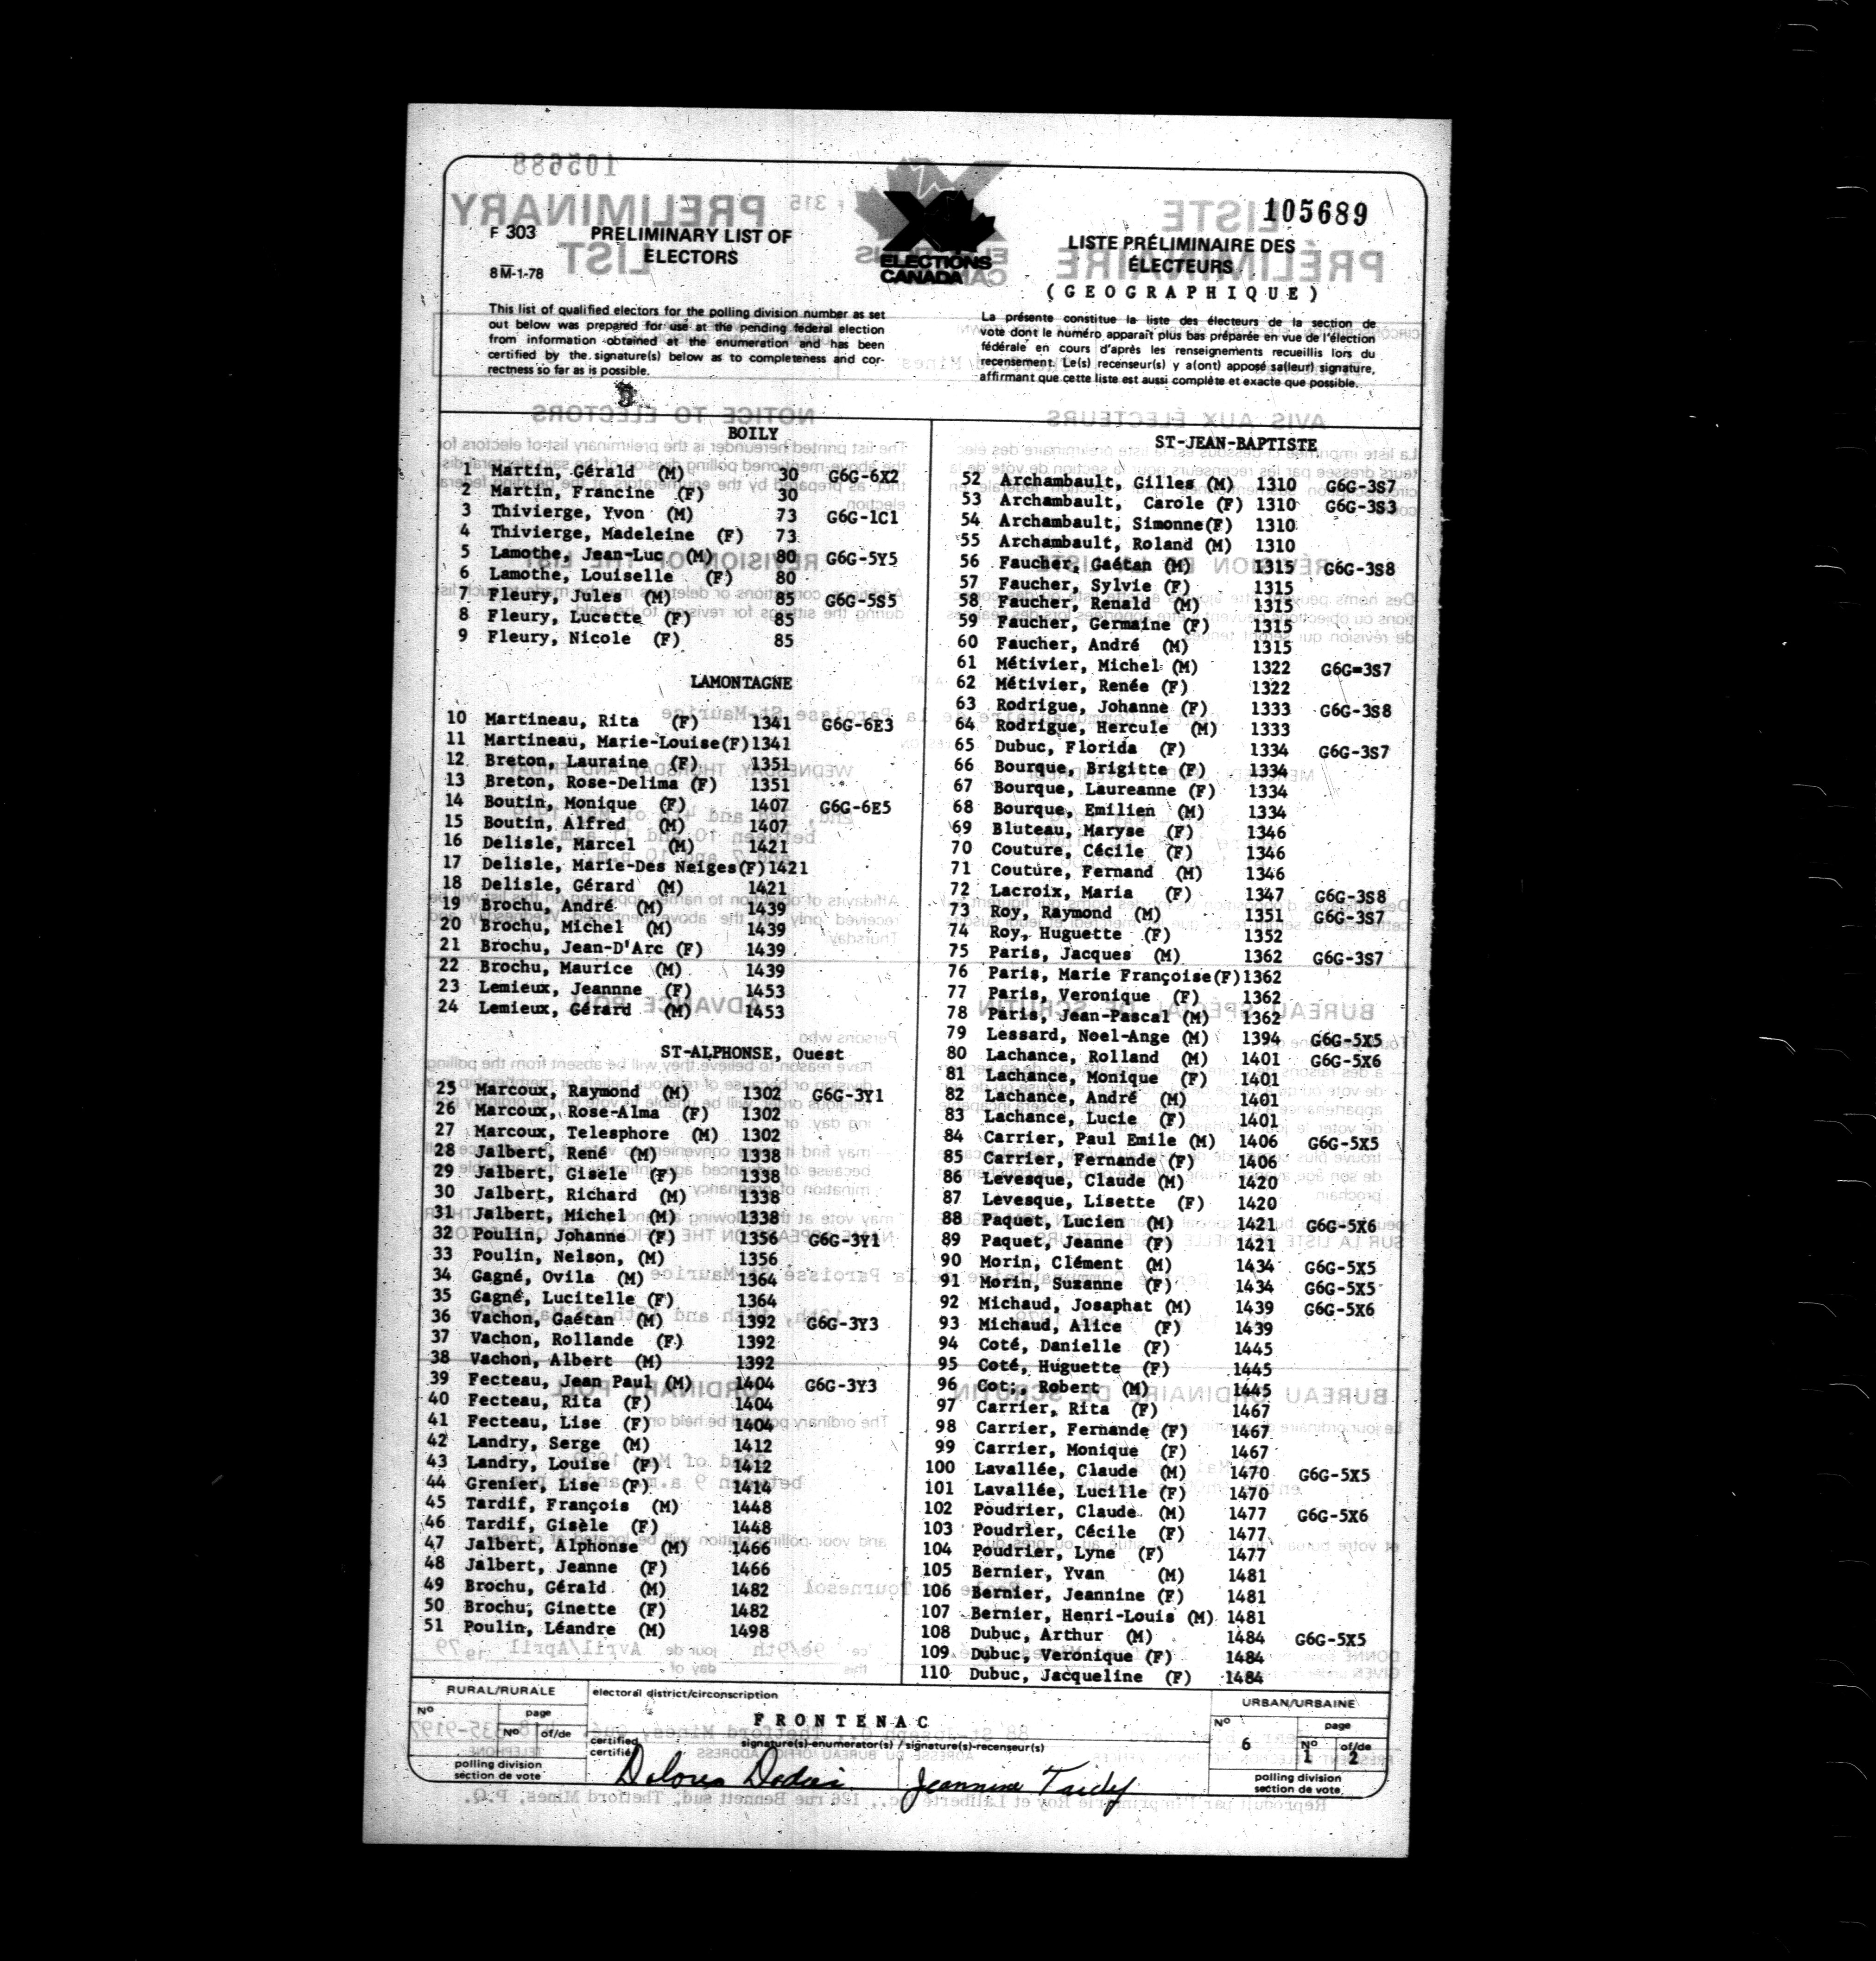 105689
F 303
PRELIMINARY LIST OF
ELECTORS
8M-1-78
ELECTIONS
CANADA
LISTE PRÉLIMINAIRE DES
ÉLECTEURS
(GEOGRAPHIQUE)
This list of qualified electors for the polling division number as set
out below was prepared for use at the pending federal election
from information obtained at the enumeration and has been
certified by the signature(s) below as to completeness and cor-
rectness so far as is possible.
La présente constitue la liste des électeurs de la section de
vote dont le numéro apparaît plus bas préparée en vue de l'élection
fédérale en cours d'après les renseignements recueillis lors du
recensement. Le(s) recenseur(s) y a(ont) apposé sa(leur) signature,
affirmant que cette liste est aussi complète et exacte que possible.
BOILY
1 Martin, Gérald (M) 30 G6G-6X2
2 Martin, Francine (F) 30
3 Thivierge, Yvon (M) 73 G6G-1C1
4 Thivierge, Madeleine (F) 73
5 Lamothe, Jean-Luc (M) 80 G6G-5Y5
6 Lamothe, Louiselle (F) 80
7 Fleury, Jules (M) 85 G6G-5S5
8 Fleury, Lucette (F) 85
9 Fleury, Nicole (F) 85
LAMONTAGNE
10 Martineau, Rita (F) 1341 G6G-6E3
11 Martineau, Marie-Louise(F)1341
12 Breton, Lauraine (F) 1351
13 Breton, Rose-Delima (F) 1351
14 Boutin, Monique (F) 1407 G6G-6E5
15 Boutin, Alfred (M) 1407
16 Delisle, Marcel (M) 1421
17 Delisle, Marie-Des Neiges(F)1421
18 Delisle, Gérard (M) 1421
19 Brochu, André (M) 1439
20 Brochu, Michel (M) 1439
21 Brochu, Jean-D'Arc (F) 1439
22 Brochu, Maurice (M) 1439
23 Lemieux, Jeannne (F) 1453
24 Lemieux, Gérard (M) 1453
ST-ALPHONSE, Ouest
25 Marcoux, Raymond (M) 1302 G6G-3Y1
26 Marcoux, Rose-Alma (F) 1302
27 Marcoux, Telesphore (M) 1302
28 Jalbert, René (M) 1338
29 Jalbert, Gisèle (F) 1338
30 Jalbert, Richard (M) 1338
31 Jalbert, Michel (M) 1338
32 Poulin, Johanne (F) 1356 G6G-3Y1
33 Poulin, Nelson, (M) 1356
34 Gagné, Ovila (M) 1364
35 Gagné, Lucitelle (F) 1364
36 Vachon, Gaétan (M) 1392 G6G-3Y3
37 Vachon, Rollande (F) 1392
38 Vachon, Albert (M) 1392
39 Fecteau, Jean Paul (M) 1404 G6G-3Y3
40 Fecteau, Rita (F) 1404
41 Fecteau, Lise (F) 1404
42 Landry, Serge (M) 1412
43 Landry, Louise (F) 1412
44 Grenier, Lise (F) 1414
45 Tardif, François (M) 1448
46 Tardif, Gisèle (F) 1448
47 Jalbert, Alphonse (M) 1466
48 Jalbert, Jeanne (F) 1466
49 Brochu, Gérald (M) 1482
50 Brochu, Ginette (F) 1482
51 Poulin, Léandre (M) 1498
ST-JEAN-BAPTISTE
52 Archambault, Gilles (M) 1310 G6G-3S7
53 Archambault, Carole (F) 1310 G6G-3S3
54 Archambault, Simonne(F) 1310
55 Archambault, Roland (M) 1310
56 Faucher, Gaétan (M) 1315 G6G-3S8
57 Faucher, Sylvie (F) 1315
58 Faucher, Renald (M) 1315
59 Faucher, Germaine (F) 1315
60 Faucher, André (M) 1315
61 Métivier, Michel (M) 1322 G6G=3S7
62 Métivier, Renée (F) 1322
63 Rodrigue, Johanne (F) 1333 G6G-3S8
64 Rodrigue, Hercule (M) 1333
65 Dubuc, Florida (F) 1334 G6G-3S7
66 Bourque, Brigitte (F) 1334
67 Bourque, Laureanne (F) 1334
68 Bourque, Emilien (M) 1334
69 Bluteau, Maryse (F) 1346
70 Couture, Cécile (F) 1346
71 Couture, Fernand (M) 1346
72 Lacroix, Maria (F) 1347 G6G-3S8
73 Roy, Raymond (M) 1351 G6G-3S7
74 Roy, Huguette (F) 1352
75 Paris, Jacques (M) 1362 G6G-3S7
76 Paris, Marie Françoise(F)1362
77 Paris, Veronique (F) 1362
78 Paris, Jean-Pascal (M) 1362
79 Lessard, Noel-Ange (M) 1394 G6G-5X5
80 Lachance, Rolland (M) 1401 G6G-5X6
81 Lachance, Monique (F) 1401
82 Lachance, André (M) 1401
83 Lachance, Lucie (F) 1401
84 Carrier, Paul Emile (M) 1406 G6G-5X5
85 Carrier, Fernande (F) 1406
86 Levesque, Claude (M) 1420
87 Levesque, Lisette (F) 1420
88 Paquet, Lucien (M) 1421 G6G-5X6
89 Paquet, Jeanne (F) 1421
90 Morin, Clément (M) 1434 G6G-5X5
91 Morin, Suzanne (F) 1434 G6G-5X5
92 Michaud, Josaphat (M) 1439 G6G-5X6
93 Michaud, Alice (F) 1439
94 Coté, Danielle (F) 1445
95 Coté, Huguette (F) 1445
96 Cot;, Robert (M) 1445
97 Carrier, Rita (F) 1467
98 Carrier, Fernande (F) 1467
99 Carrier, Monique (F) 1467
100 Lavallée, Claude (M) 1470 G6G-5X5
101 Lavallée, Lucille (F) 1470
102 Poudrier, Claude (M) 1477 G6G-5X6
103 Poudrier, Cécile (F) 1477
104 Poudrier, Lyne (F) 1477
105 Bernier, Yvan (M) 1481
106 Bernier, Jeannine (F) 1481
107 Bernier, Henri-Louis (M) 1481
108 Dubuc, Arthur (M) 1484 G6G-5X5
109 Dubuc, Veronique (F) 1484
110 Dubuc, Jacqueline (F) 1484
RURAL/RURALE
No
page
No of/de
polling division
section de vote
electoral district/circonscription
FRONTENAC
certified
certifié
signature(s)-enumerator(s) / signature(s)-recenseur(s)
Jeannine
URBAN/URBAINE
No
6
page
No of/de
1 2
polling division
section de vote